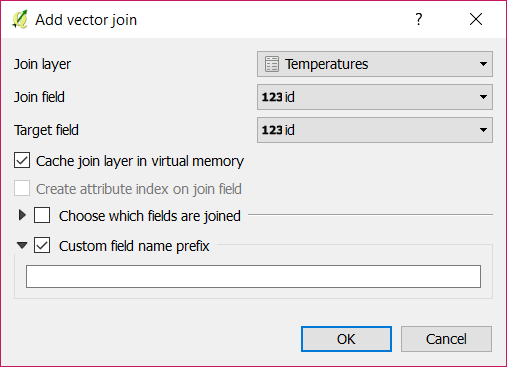 Add vector join
?
Join layer Temperatures
Join field 123 id
Target field 123 id
Cache join layer in virtual memory
Create attribute index on join field
Choose which fields are joined
Custom field name prefix
OK Cancel